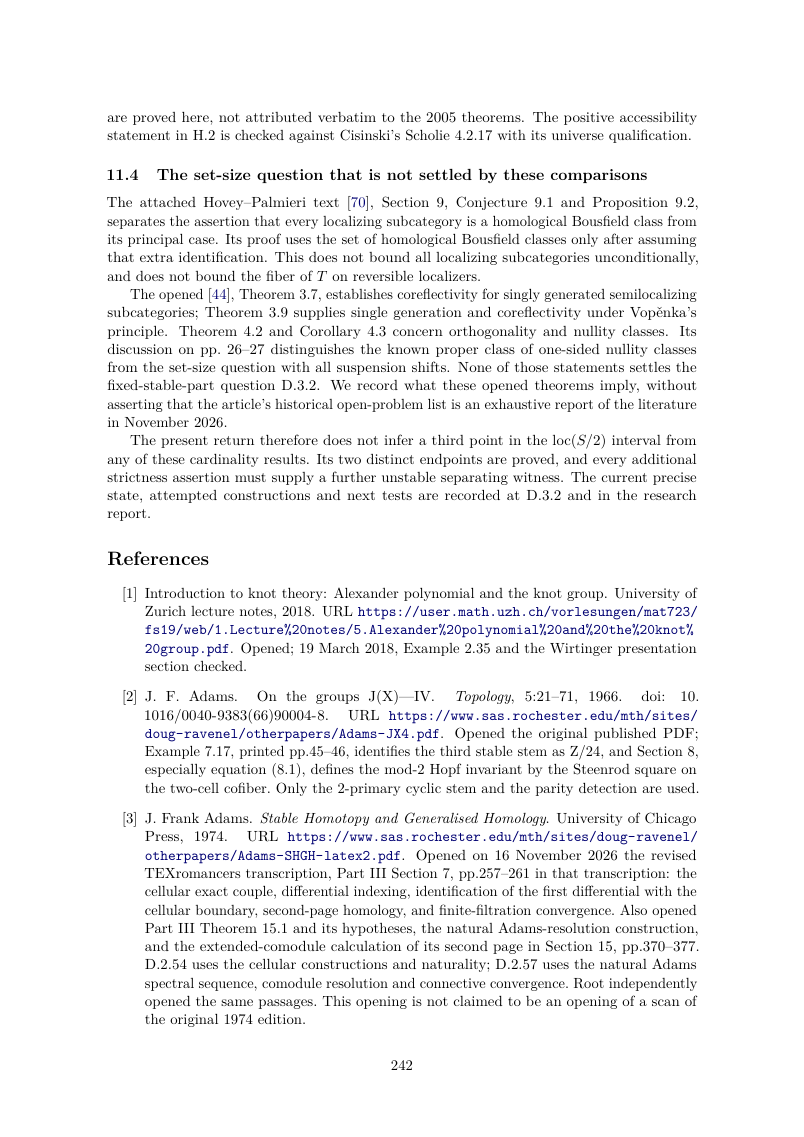 are proved here, not attributed verbatim to the 2005 theorems. The positive accessibility
statement in H.2 is checked against Cisinski's Scholie 4.2.17 with its universe qualification.
11.4 The set-size question that is not settled by these comparisons
The attached Hovey–Palmieri text [70], Section 9, Conjecture 9.1 and Proposition 9.2,
separates the assertion that every localizing subcategory is a homological Bousfield class from
its principal case. Its proof uses the set of homological Bousfield classes only after assuming
that extra identification. This does not bound all localizing subcategories unconditionally,
and does not bound the fiber of T on reversible localizers.
The opened [44], Theorem 3.7, establishes coreflectivity for singly generated semilocalizing
subcategories; Theorem 3.9 supplies single generation and coreflectivity under Vopěnka's
principle. Theorem 4.2 and Corollary 4.3 concern orthogonality and nullity classes. Its
discussion on pp. 26–27 distinguishes the known proper class of one-sided nullity classes
from the set-size question with all suspension shifts. None of those statements settles the
fixed-stable-part question D.3.2. We record what these opened theorems imply, without
asserting that the article's historical open-problem list is an exhaustive report of the literature
in November 2026.
The present return therefore does not infer a third point in the loc(S/2) interval from
any of these cardinality results. Its two distinct endpoints are proved, and every additional
strictness assertion must supply a further unstable separating witness. The current precise
state, attempted constructions and next tests are recorded at D.3.2 and in the research
report.
References
[1] Introduction to knot theory: Alexander polynomial and the knot group. University of
Zurich lecture notes, 2018. URL https://user.math.uzh.ch/vorlesungen/mat723/
fs19/web/1.Lecture%20notes/5.Alexander%20polynomial%20and%20the%20knot%
20group.pdf. Opened; 19 March 2018, Example 2.35 and the Wirtinger presentation
section checked.
[2] J. F. Adams. On the groups J(X)—IV. Topology, 5:21–71, 1966. doi: 10.
1016/0040-9383(66)90004-8. URL https://www.sas.rochester.edu/mth/sites/
doug-ravenel/otherpapers/Adams-JX4.pdf. Opened the original published PDF;
Example 7.17, printed pp.45–46, identifies the third stable stem as Z/24, and Section 8,
especially equation (8.1), defines the mod-2 Hopf invariant by the Steenrod square on
the two-cell cofiber. Only the 2-primary cyclic stem and the parity detection are used.
[3] J. Frank Adams. Stable Homotopy and Generalised Homology. University of Chicago
Press, 1974. URL https://www.sas.rochester.edu/mth/sites/doug-ravenel/
otherpapers/Adams-SHGH-latex2.pdf. Opened on 16 November 2026 the revised
TEXromancers transcription, Part III Section 7, pp.257–261 in that transcription: the
cellular exact couple, differential indexing, identification of the first differential with the
cellular boundary, second-page homology, and finite-filtration convergence. Also opened
Part III Theorem 15.1 and its hypotheses, the natural Adams-resolution construction,
and the extended-comodule calculation of its second page in Section 15, pp.370–377.
D.2.54 uses the cellular constructions and naturality; D.2.57 uses the natural Adams
spectral sequence, comodule resolution and connective convergence. Root independently
opened the same passages. This opening is not claimed to be an opening of a scan of
the original 1974 edition.
242